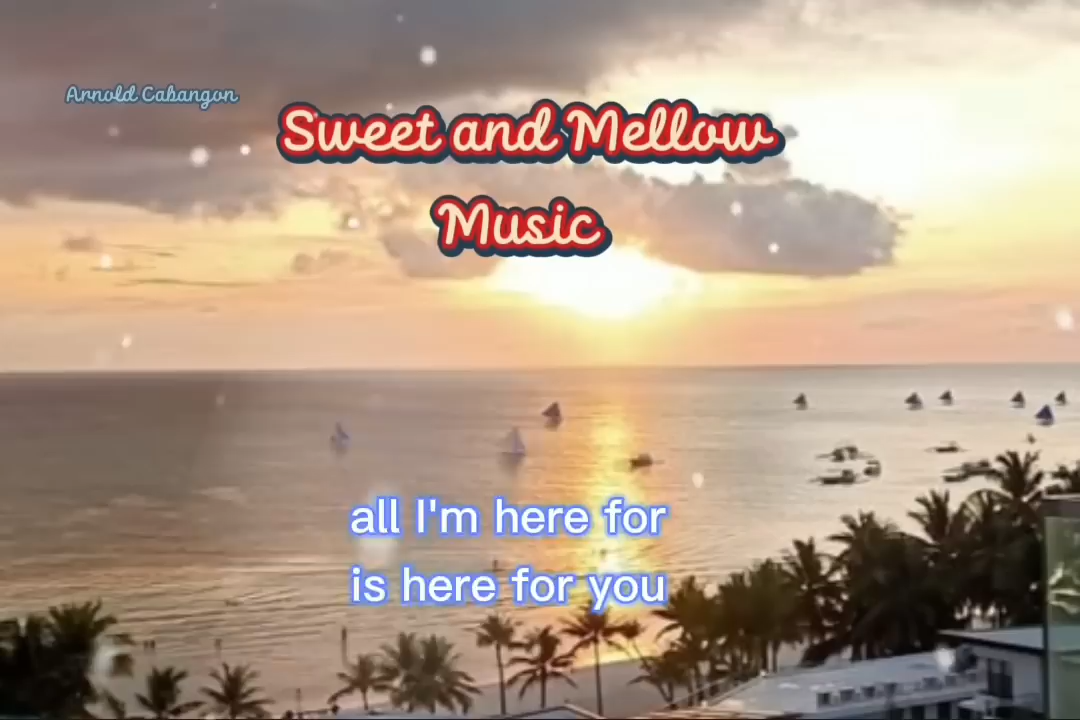 Arnold Cabangon
Sweet and Mellow
Music
all I'm here for
is here for you